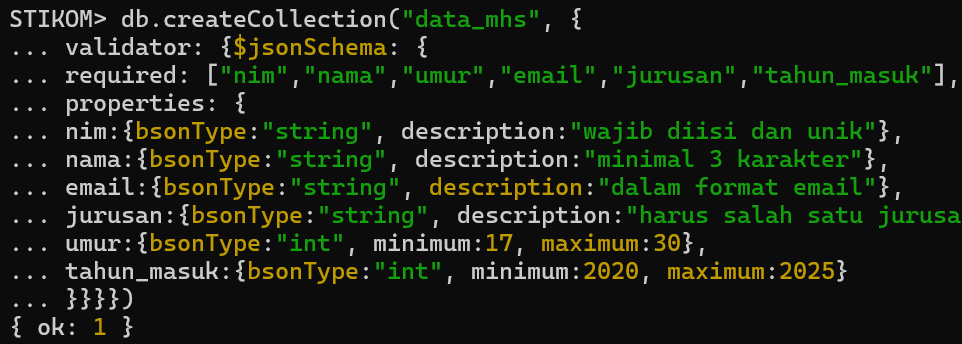 STIKOM> db.createCollection("data_mhs", {
... validator: {$jsonSchema: {
... required: ["nim","nama","umur","email","jurusan","tahun_masuk"],
... properties: {
... nim:{bsonType:"string", description:"wajib diisi dan unik"},
... nama:{bsonType:"string", description:"minimal 3 karakter"},
... email:{bsonType:"string", description:"dalam format email"},
... jurusan:{bsonType:"string", description:"harus salah satu jurusa
... umur:{bsonType:"int", minimum:17, maximum:30},
... tahun_masuk:{bsonType:"int", minimum:2020, maximum:2025}
... }}}})
{ ok: 1 }